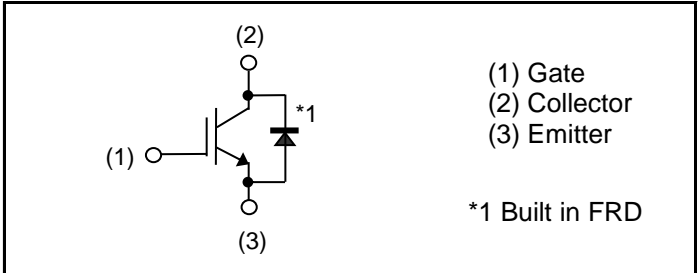 (2)
*1
(1)
(3)
(1) Gate
(2) Collector
(3) Emitter
*1 Built in FRD